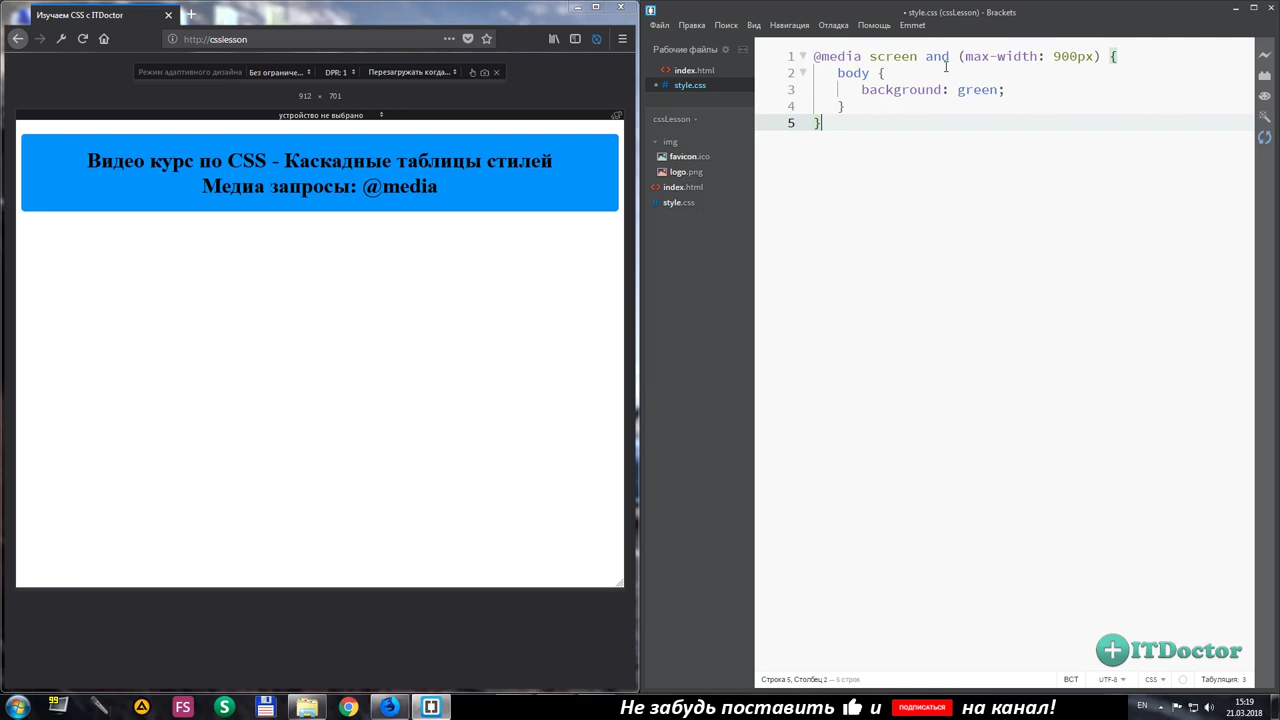 Изучаем CSS с ITDoctor
http://csslesson
Режим адаптивного дизайна Без ограниче... DPR: 1 Перезагружать когда...
912 × 701
устройство не выбрано
Видео курс по CSS - Каскадные таблицы стилей
Медиа запросы: @media
• style.css (cssLesson) - Brackets
Файл Правка Поиск Вид Навигация Отладка Помощь Emmet
Рабочие файлы
index.html
style.css
cssLesson
img
favicon.ico
logo.png
index.html
style.css
1 @media screen and (max-width: 900px) {
2 body {
3 background: green;
4 }
5 }
ITDoctor
Строка 5, Столбец 2 — 5 строк
ВСТ UTF-8 CSS Табуляция: 3
99
FS
S
Не забудь поставить и ПОДПИСАТЬСЯ на канал!
EN
15:19
21.03.2018